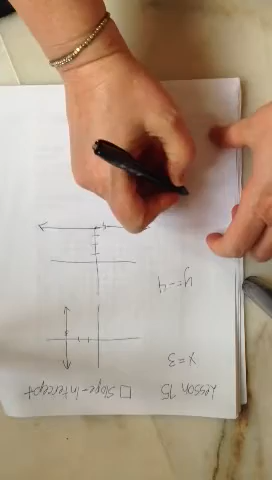 Lesson 15
□ Slope-Intercept
x = 3
y = -4